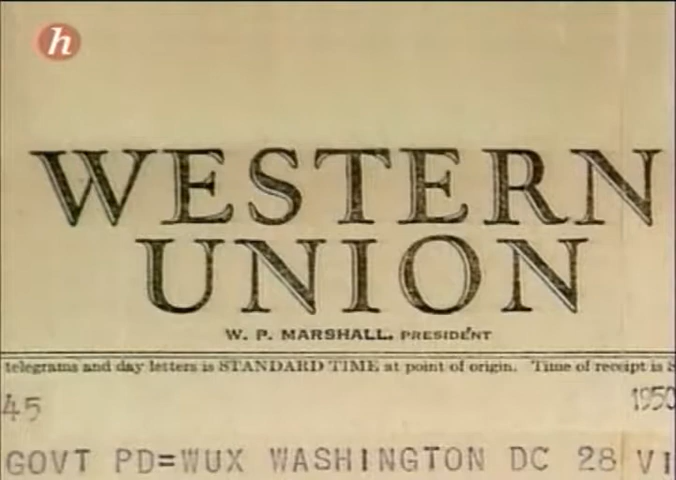 h
WESTERN
UNION
W. P. MARSHALL, PRESIDENT
telegrams and day letters is STANDARD TIME at point of origin. Time of receipt is
45
1950
GOVT PD=WUX WASHINGTON DC 28